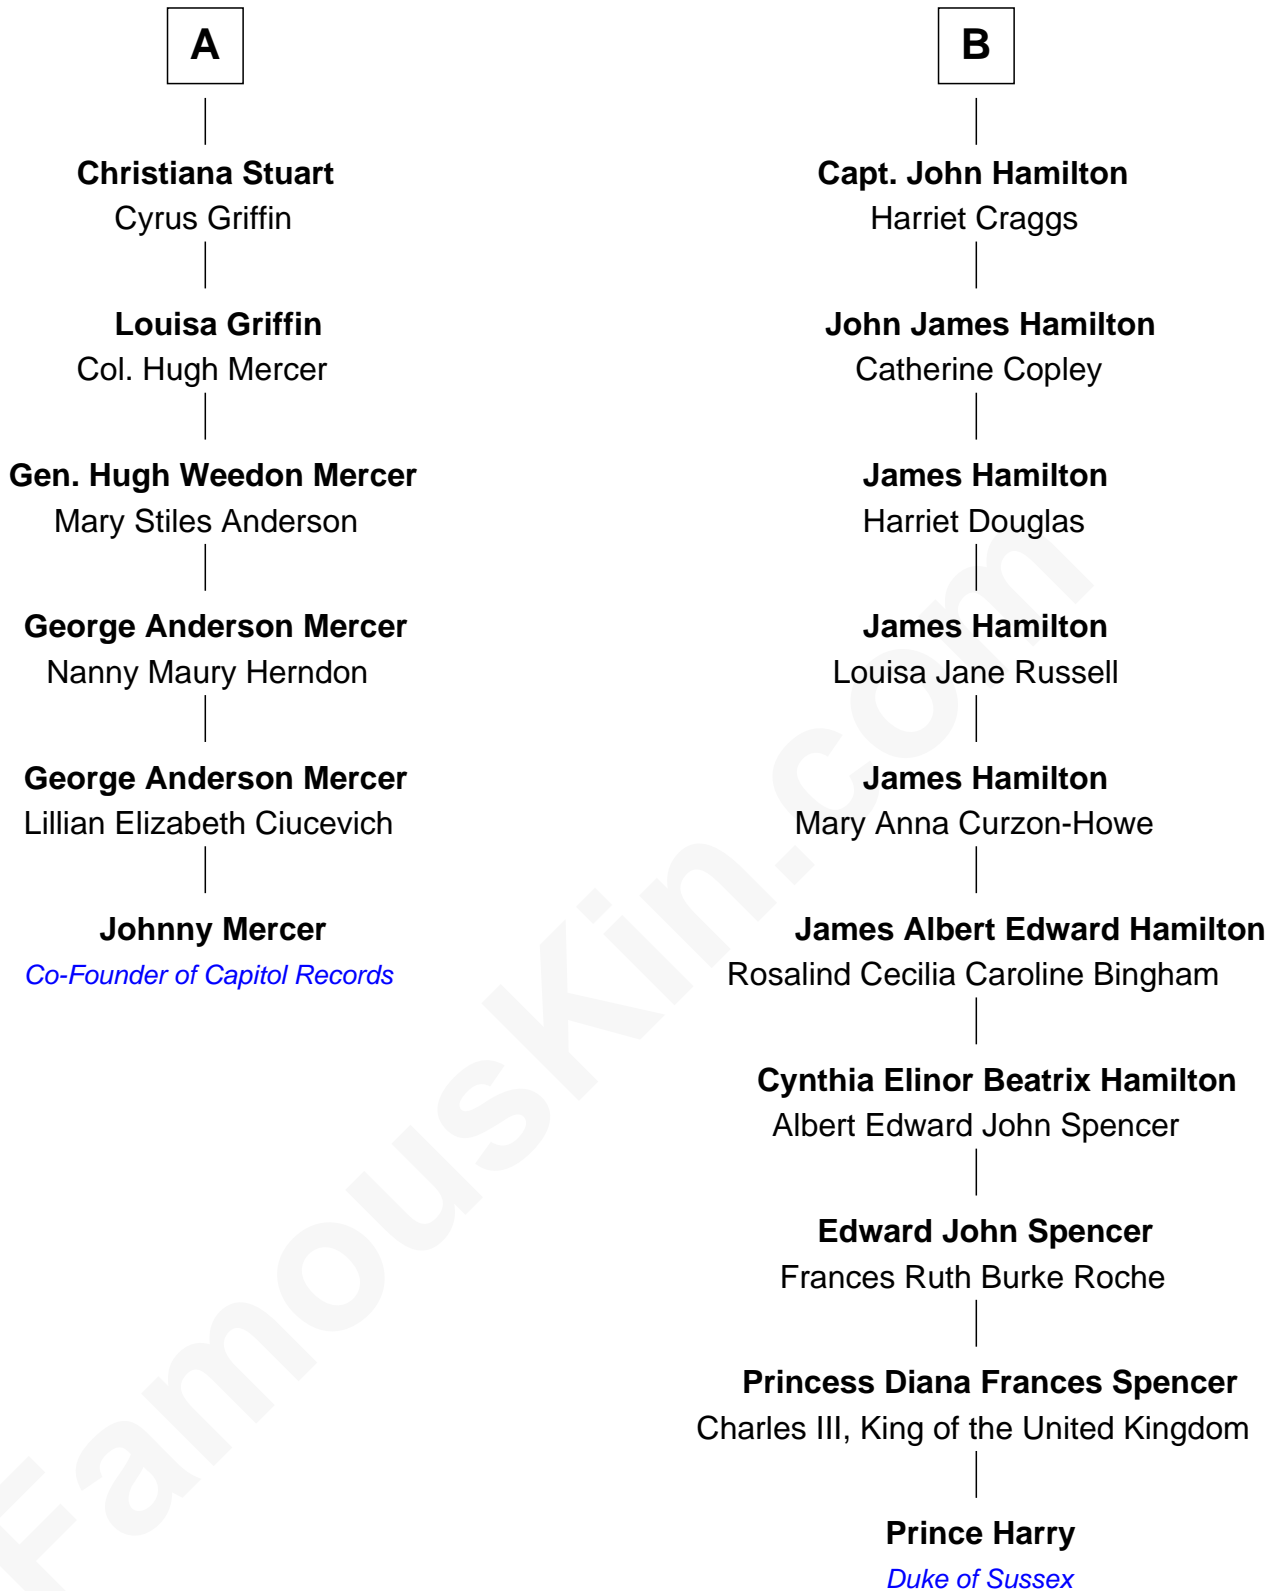 A
Christiana Stuart
Cyrus Griffin
Louisa Griffin
Col. Hugh Mercer
Gen. Hugh Weedon Mercer
Mary Stiles Anderson
George Anderson Mercer
Nanny Maury Herndon
George Anderson Mercer
Lillian Elizabeth Ciucevich
Johnny Mercer
Co-Founder of Capitol Records
B
Capt. John Hamilton
Harriet Craggs
John James Hamilton
Catherine Copley
James Hamilton
Harriet Douglas
James Hamilton
Louisa Jane Russell
James Hamilton
Mary Anna Curzon-Howe
James Albert Edward Hamilton
Rosalind Cecilia Caroline Bingham
Cynthia Elinor Beatrix Hamilton
Albert Edward John Spencer
Edward John Spencer
Frances Ruth Burke Roche
Princess Diana Frances Spencer
Charles III, King of the United Kingdom
Prince Harry
Duke of Sussex
FamousKin.com